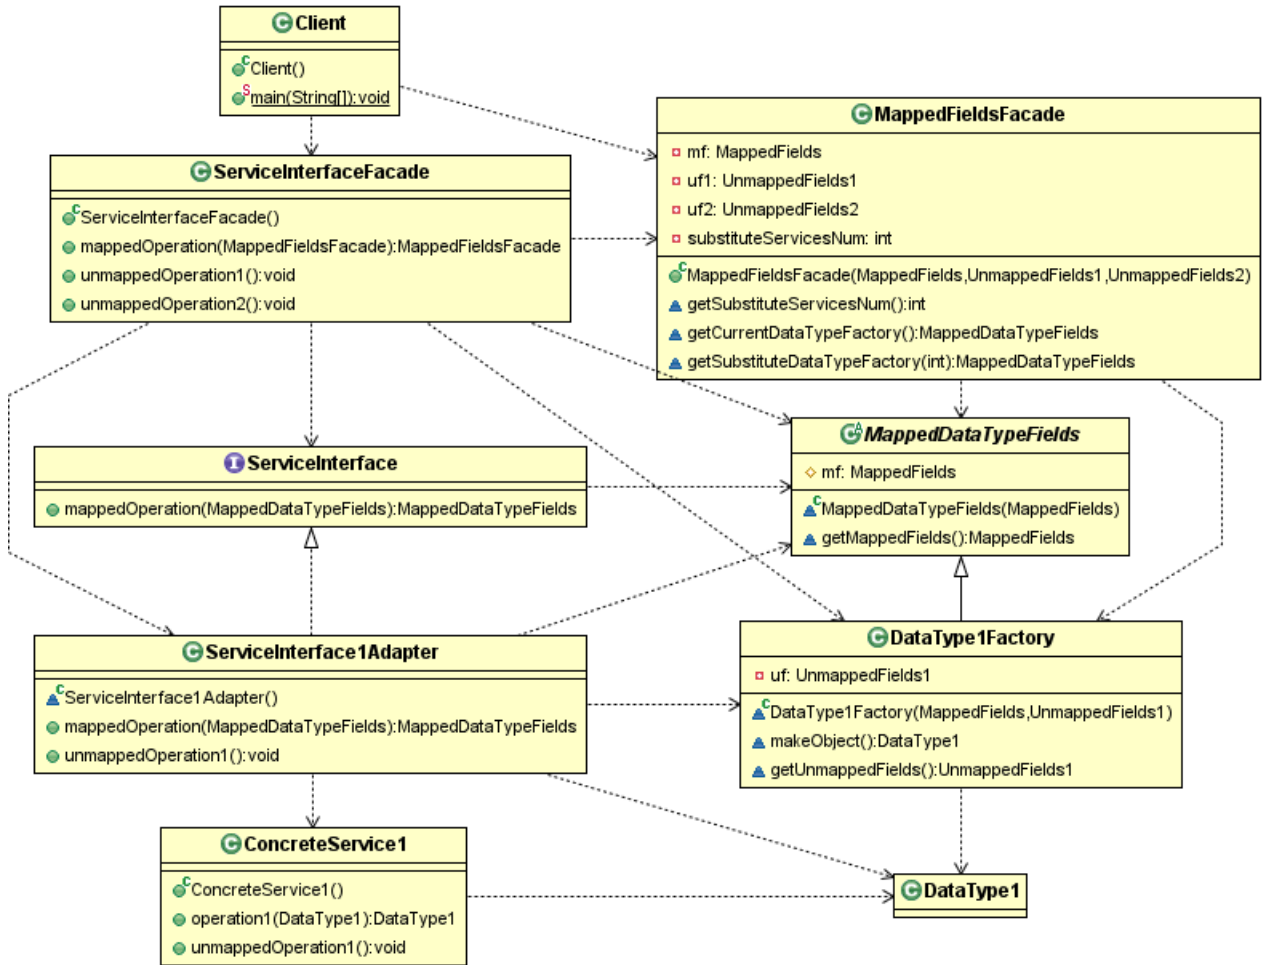 Client
Client()
main(String[]):void
MappedFieldsFacade
mf: MappedFields
uf1: UnmappedFields1
uf2: UnmappedFields2
substituteServicesNum: int
MappedFieldsFacade(MappedFields,UnmappedFields1,UnmappedFields2)
getSubstituteServicesNum():int
getCurrentDataTypeFactory():MappedDataTypeFields
getSubstituteDataTypeFactory(int):MappedDataTypeFields
ServiceInterfaceFacade
ServiceInterfaceFacade()
mappedOperation(MappedFieldsFacade):MappedFieldsFacade
unmappedOperation1():void
unmappedOperation2():void
MappedDataTypeFields
mf: MappedFields
MappedDataTypeFields(MappedFields)
getMappedFields():MappedFields
ServiceInterface
mappedOperation(MappedDataTypeFields):MappedDataTypeFields
ServiceInterface1Adapter
ServiceInterface1Adapter()
mappedOperation(MappedDataTypeFields):MappedDataTypeFields
unmappedOperation1():void
DataType1Factory
uf: UnmappedFields1
DataType1Factory(MappedFields,UnmappedFields1)
makeObject():DataType1
getUnmappedFields():UnmappedFields1
ConcreteService1
ConcreteService1()
operation1(DataType1):DataType1
unmappedOperation1():void
DataType1